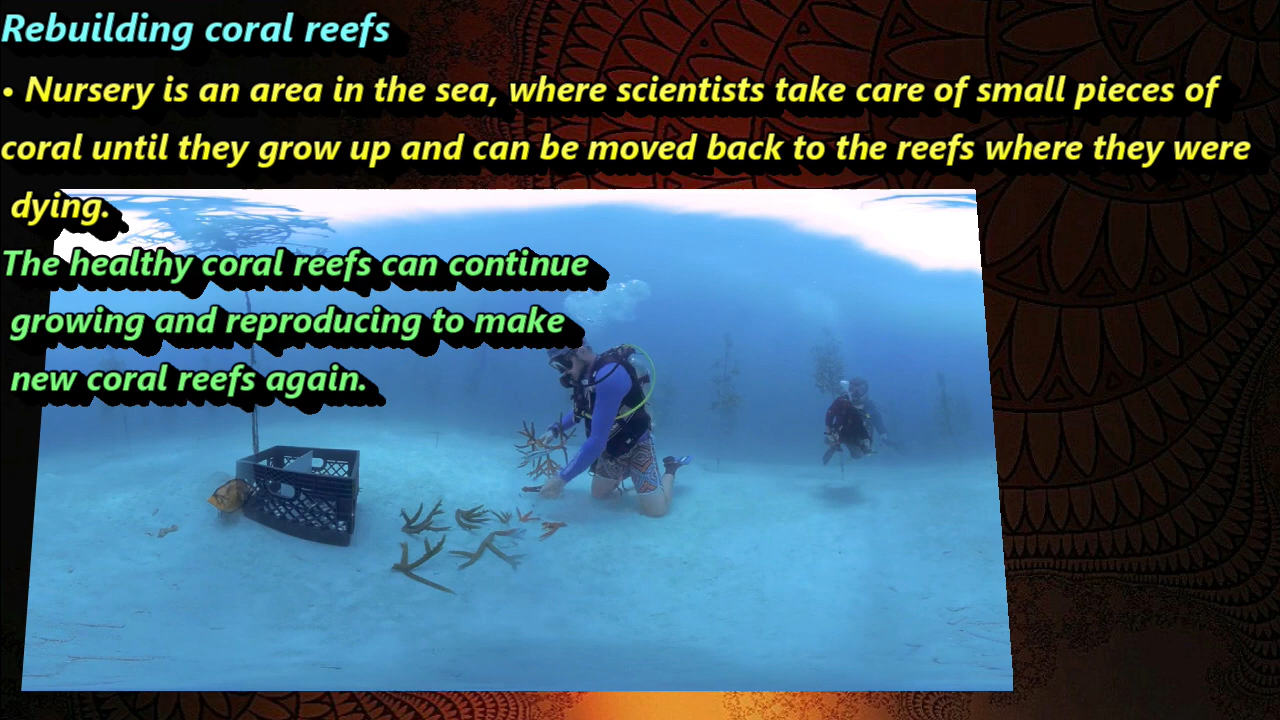 Rebuilding coral reefs
• Nursery is an area in the sea, where scientists take care of small pieces of
coral until they grow up and can be moved back to the reefs where they were
dying.
The healthy coral reefs can continue
growing and reproducing to make
new coral reefs again.